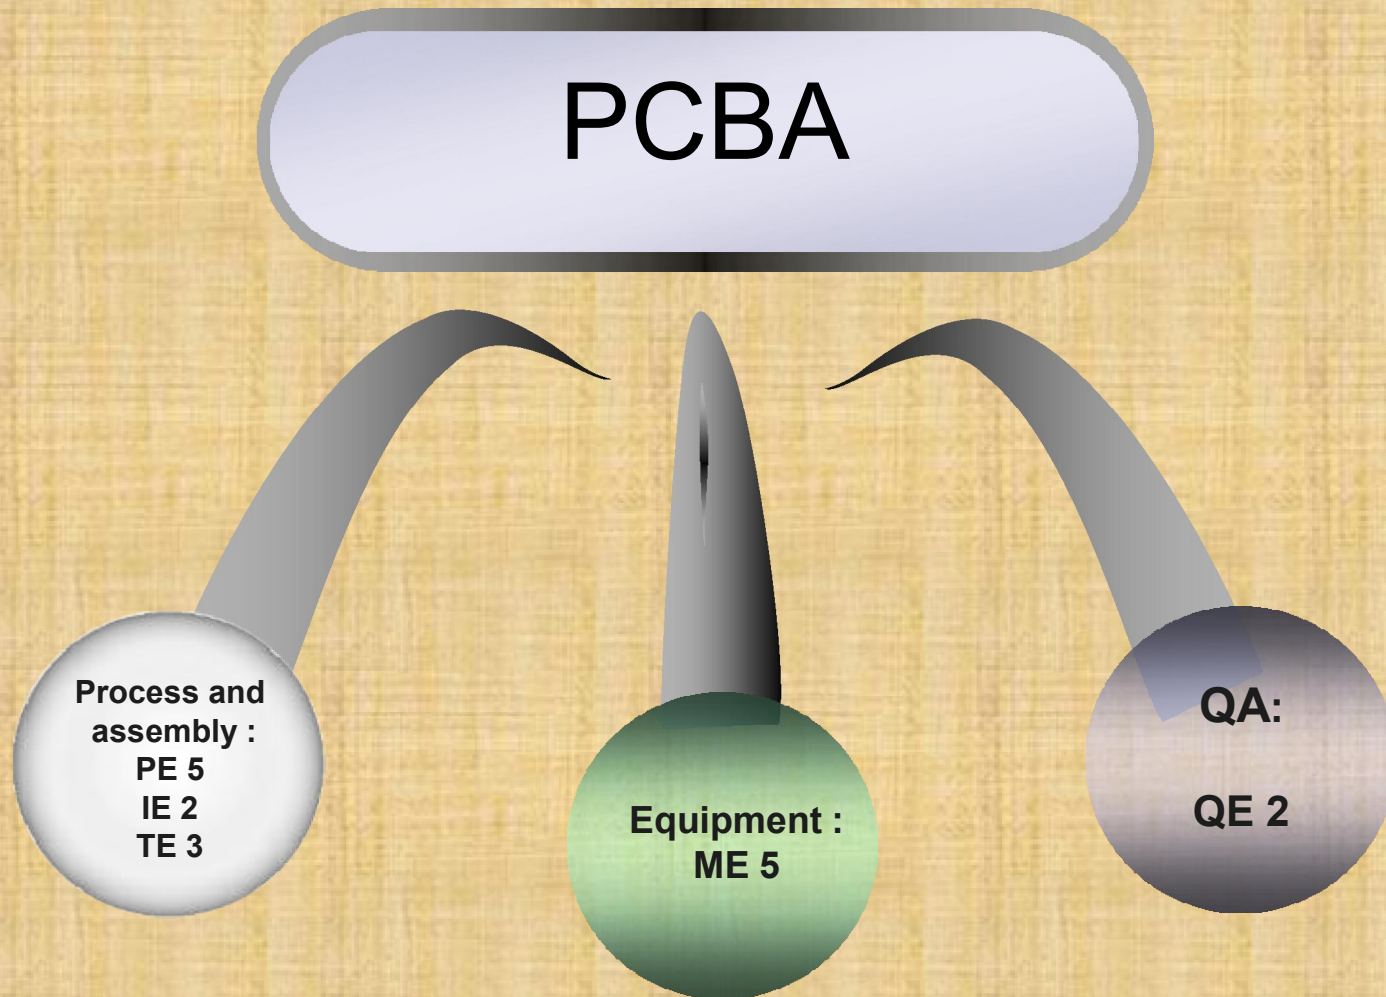 PCBA
Process and
assembly :
PE 5
IE 2
TE 3
Equipment :
ME 5
QA:
QE 2